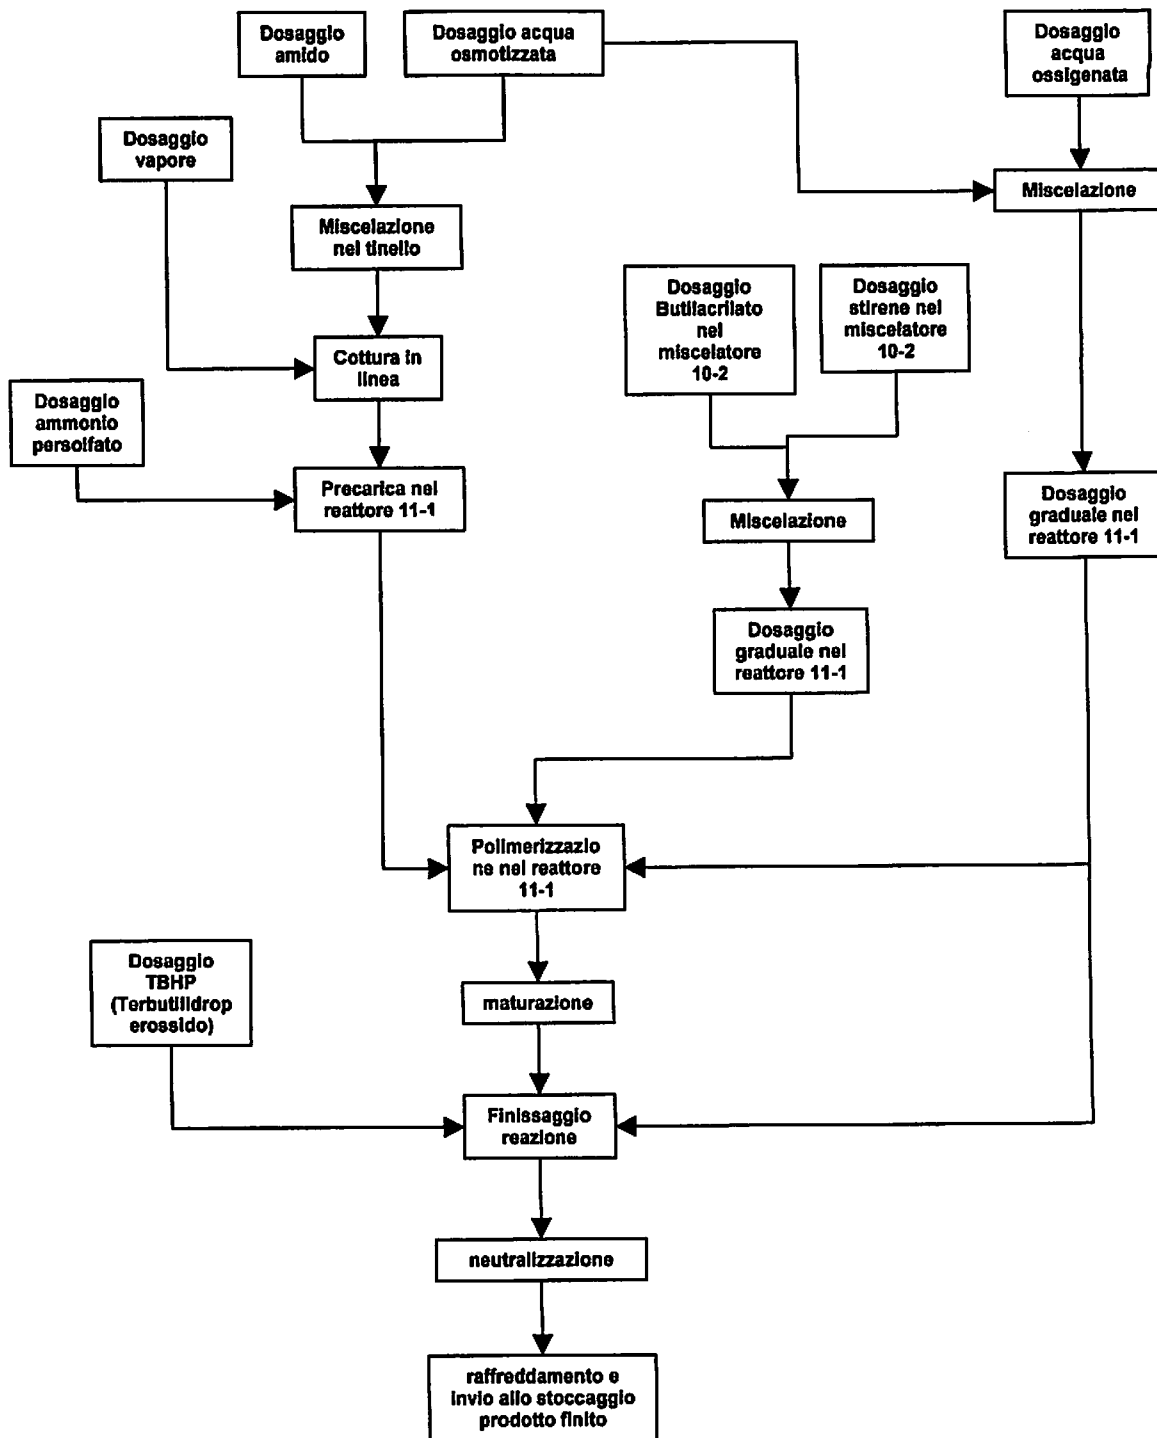 Dosaggio
amido
Dosaggio acqua
osmotizzata
Dosaggio
acqua
ossigenata
Dosaggio
vapore
Miscelazione
Miscelazione
nel tinello
Dosaggio
Butilacrilato
nel
miscelatore
10-2
Dosaggio
stirene nel
miscelatore
10-2
Cottura in
linea
Dosaggio
ammonio
persolfato
Precarica nel
reattore 11-1
Miscelazione
Dosaggio
graduale nel
reattore 11-1
Dosaggio
graduale nel
reattore 11-1
Polimerizzazio
ne nel reattore
11-1
Dosaggio
TBHP
(Terbutilidrop
erossido)
maturazione
Finissaggio
reazione
neutralizzazione
raffreddamento e
invio allo stoccaggio
prodotto finito